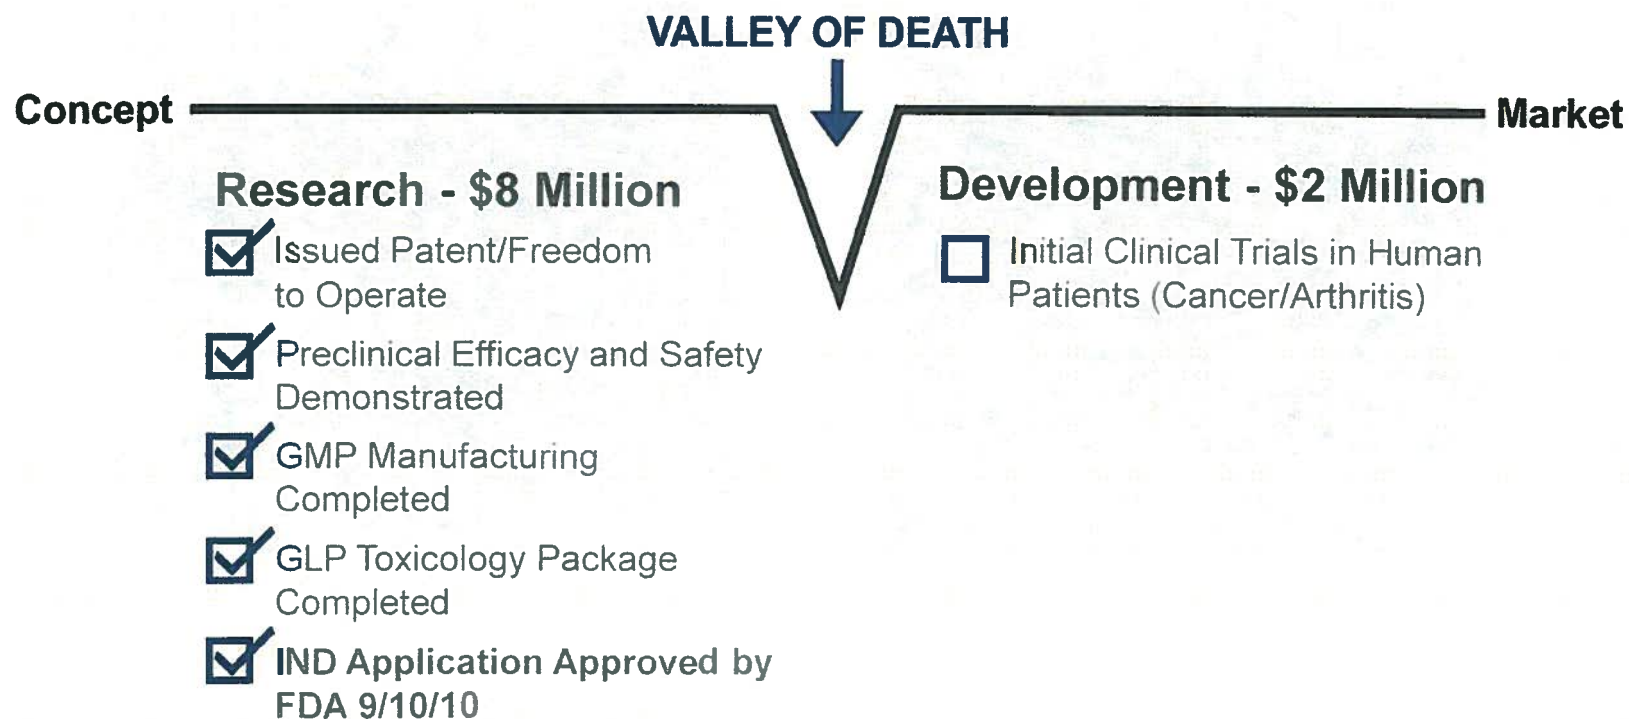 VALLEY OF DEATH
Concept
Market
Research - $8 Million
Issued Patent/Freedom
to Operate
Preclinical Efficacy and Safety
Demonstrated
GMP Manufacturing
Completed
GLP Toxicology Package
Completed
IND Application Approved by
FDA 9/10/10
Development - $2 Million
Initial Clinical Trials in Human
Patients (Cancer/Arthritis)